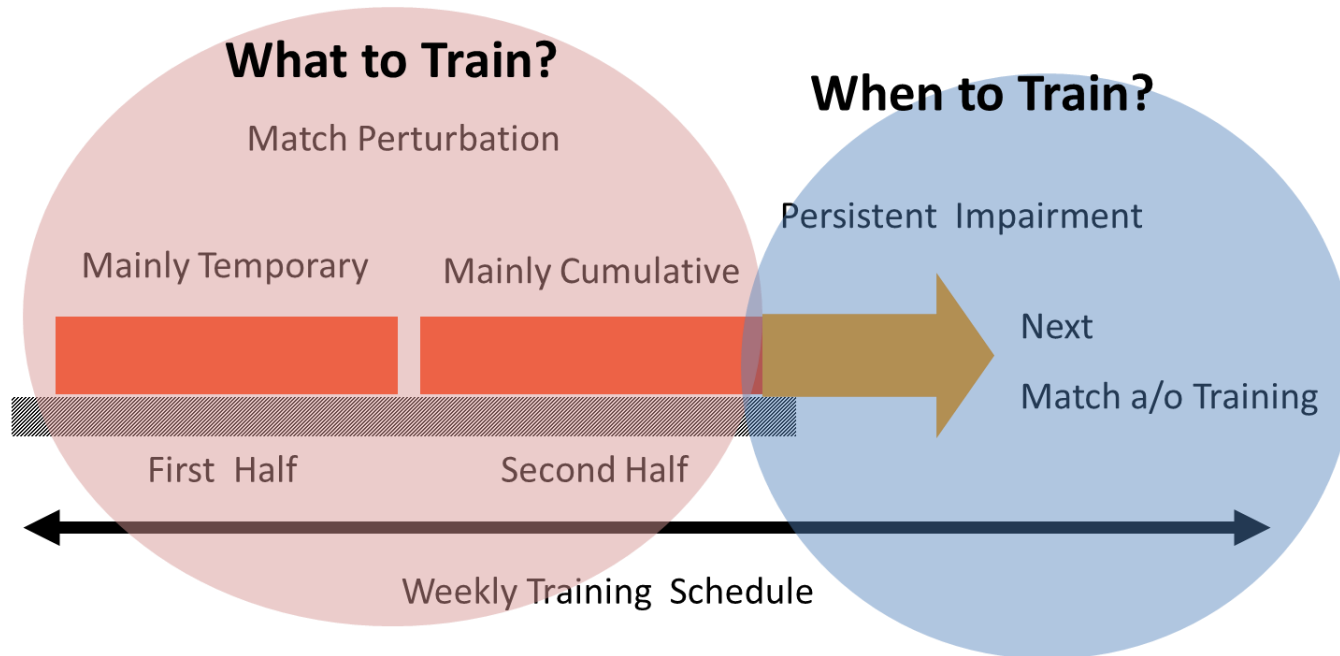 What to Train?
When to Train?
Match Perturbation
Persistent Impairment
Mainly Temporary
Mainly Cumulative
Next
Match a/o Training
First Half
Second Half
Weekly Training Schedule